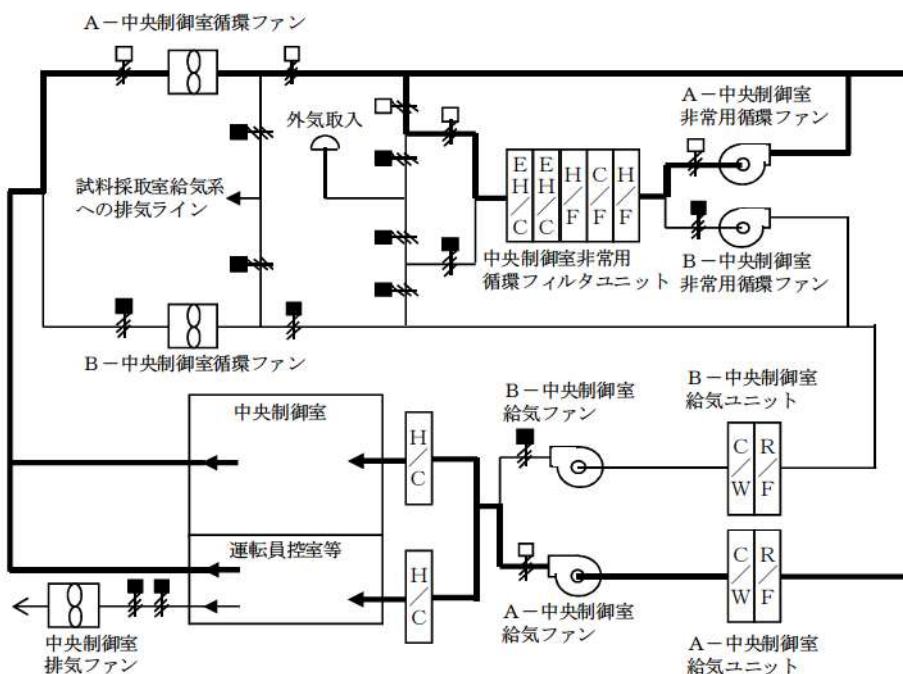 A-中央制御室循環ファン
外気取入
A-中央制御室
非常用循環ファン
試料採取室給気系
への排気ライン
E
H/C
E
H/C
H/F
C/F
H/F
中央制御室非常用
循環フィルタユニット
B-中央制御室
非常用循環ファン
B-中央制御室循環ファン
中央制御室
H/C
B-中央制御室
給気ファン
B-中央制御室
給気ユニット
C/W
R/F
運転員控室等
H/C
A-中央制御室
給気ファン
C/W
R/F
A-中央制御室
給気ユニット
中央制御室
排気ファン